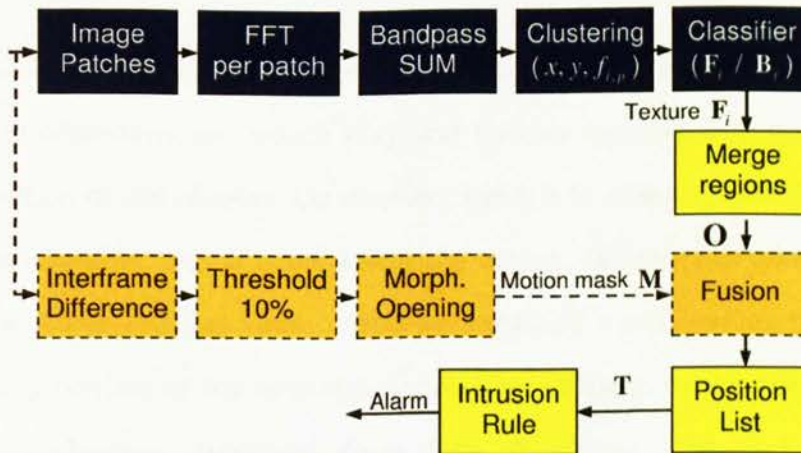 Image
Patches
FFT
per patch
Bandpass
SUM
Clustering
(x, y, f_{i,p})
Classifier
(F_i / B_i)
Texture F_i
Merge
regions
O
Interframe
Difference
Threshold
10%
Morph.
Opening
Motion mask M
Fusion
Position
List
T
Intrusion
Rule
Alarm